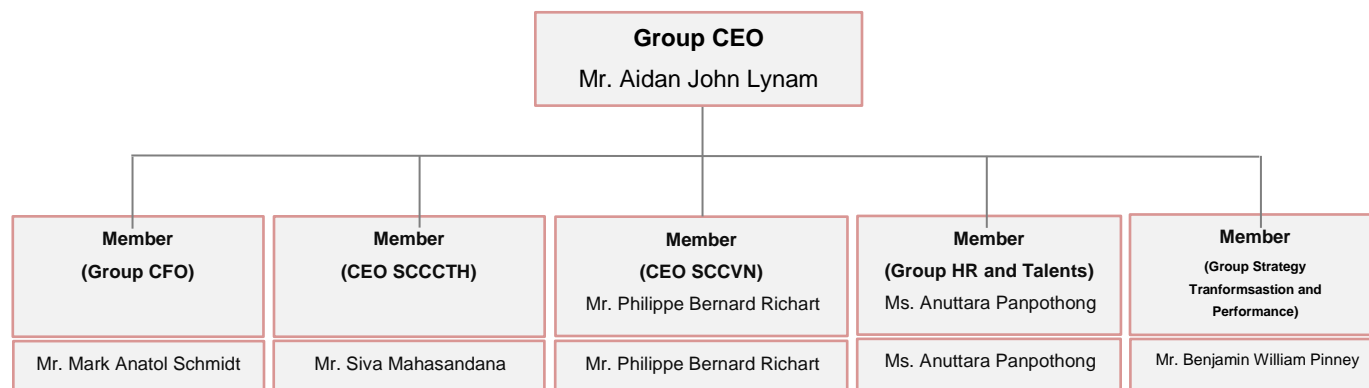 Group CEO
Mr. Aidan John Lynam
Member
(Group CFO)
Mr. Mark Anatol Schmidt
Member
(CEO SCCCTH)
Mr. Siva Mahasandana
Member
(CEO SCCVN)
Mr. Philippe Bernard Richart
Mr. Philippe Bernard Richart
Member
(Group HR and Talents)
Ms. Anuttara Panpothong
Ms. Anuttara Panpothong
Member
(Group Strategy
Tranformsastion and
Performance)
Mr. Benjamin William Pinney